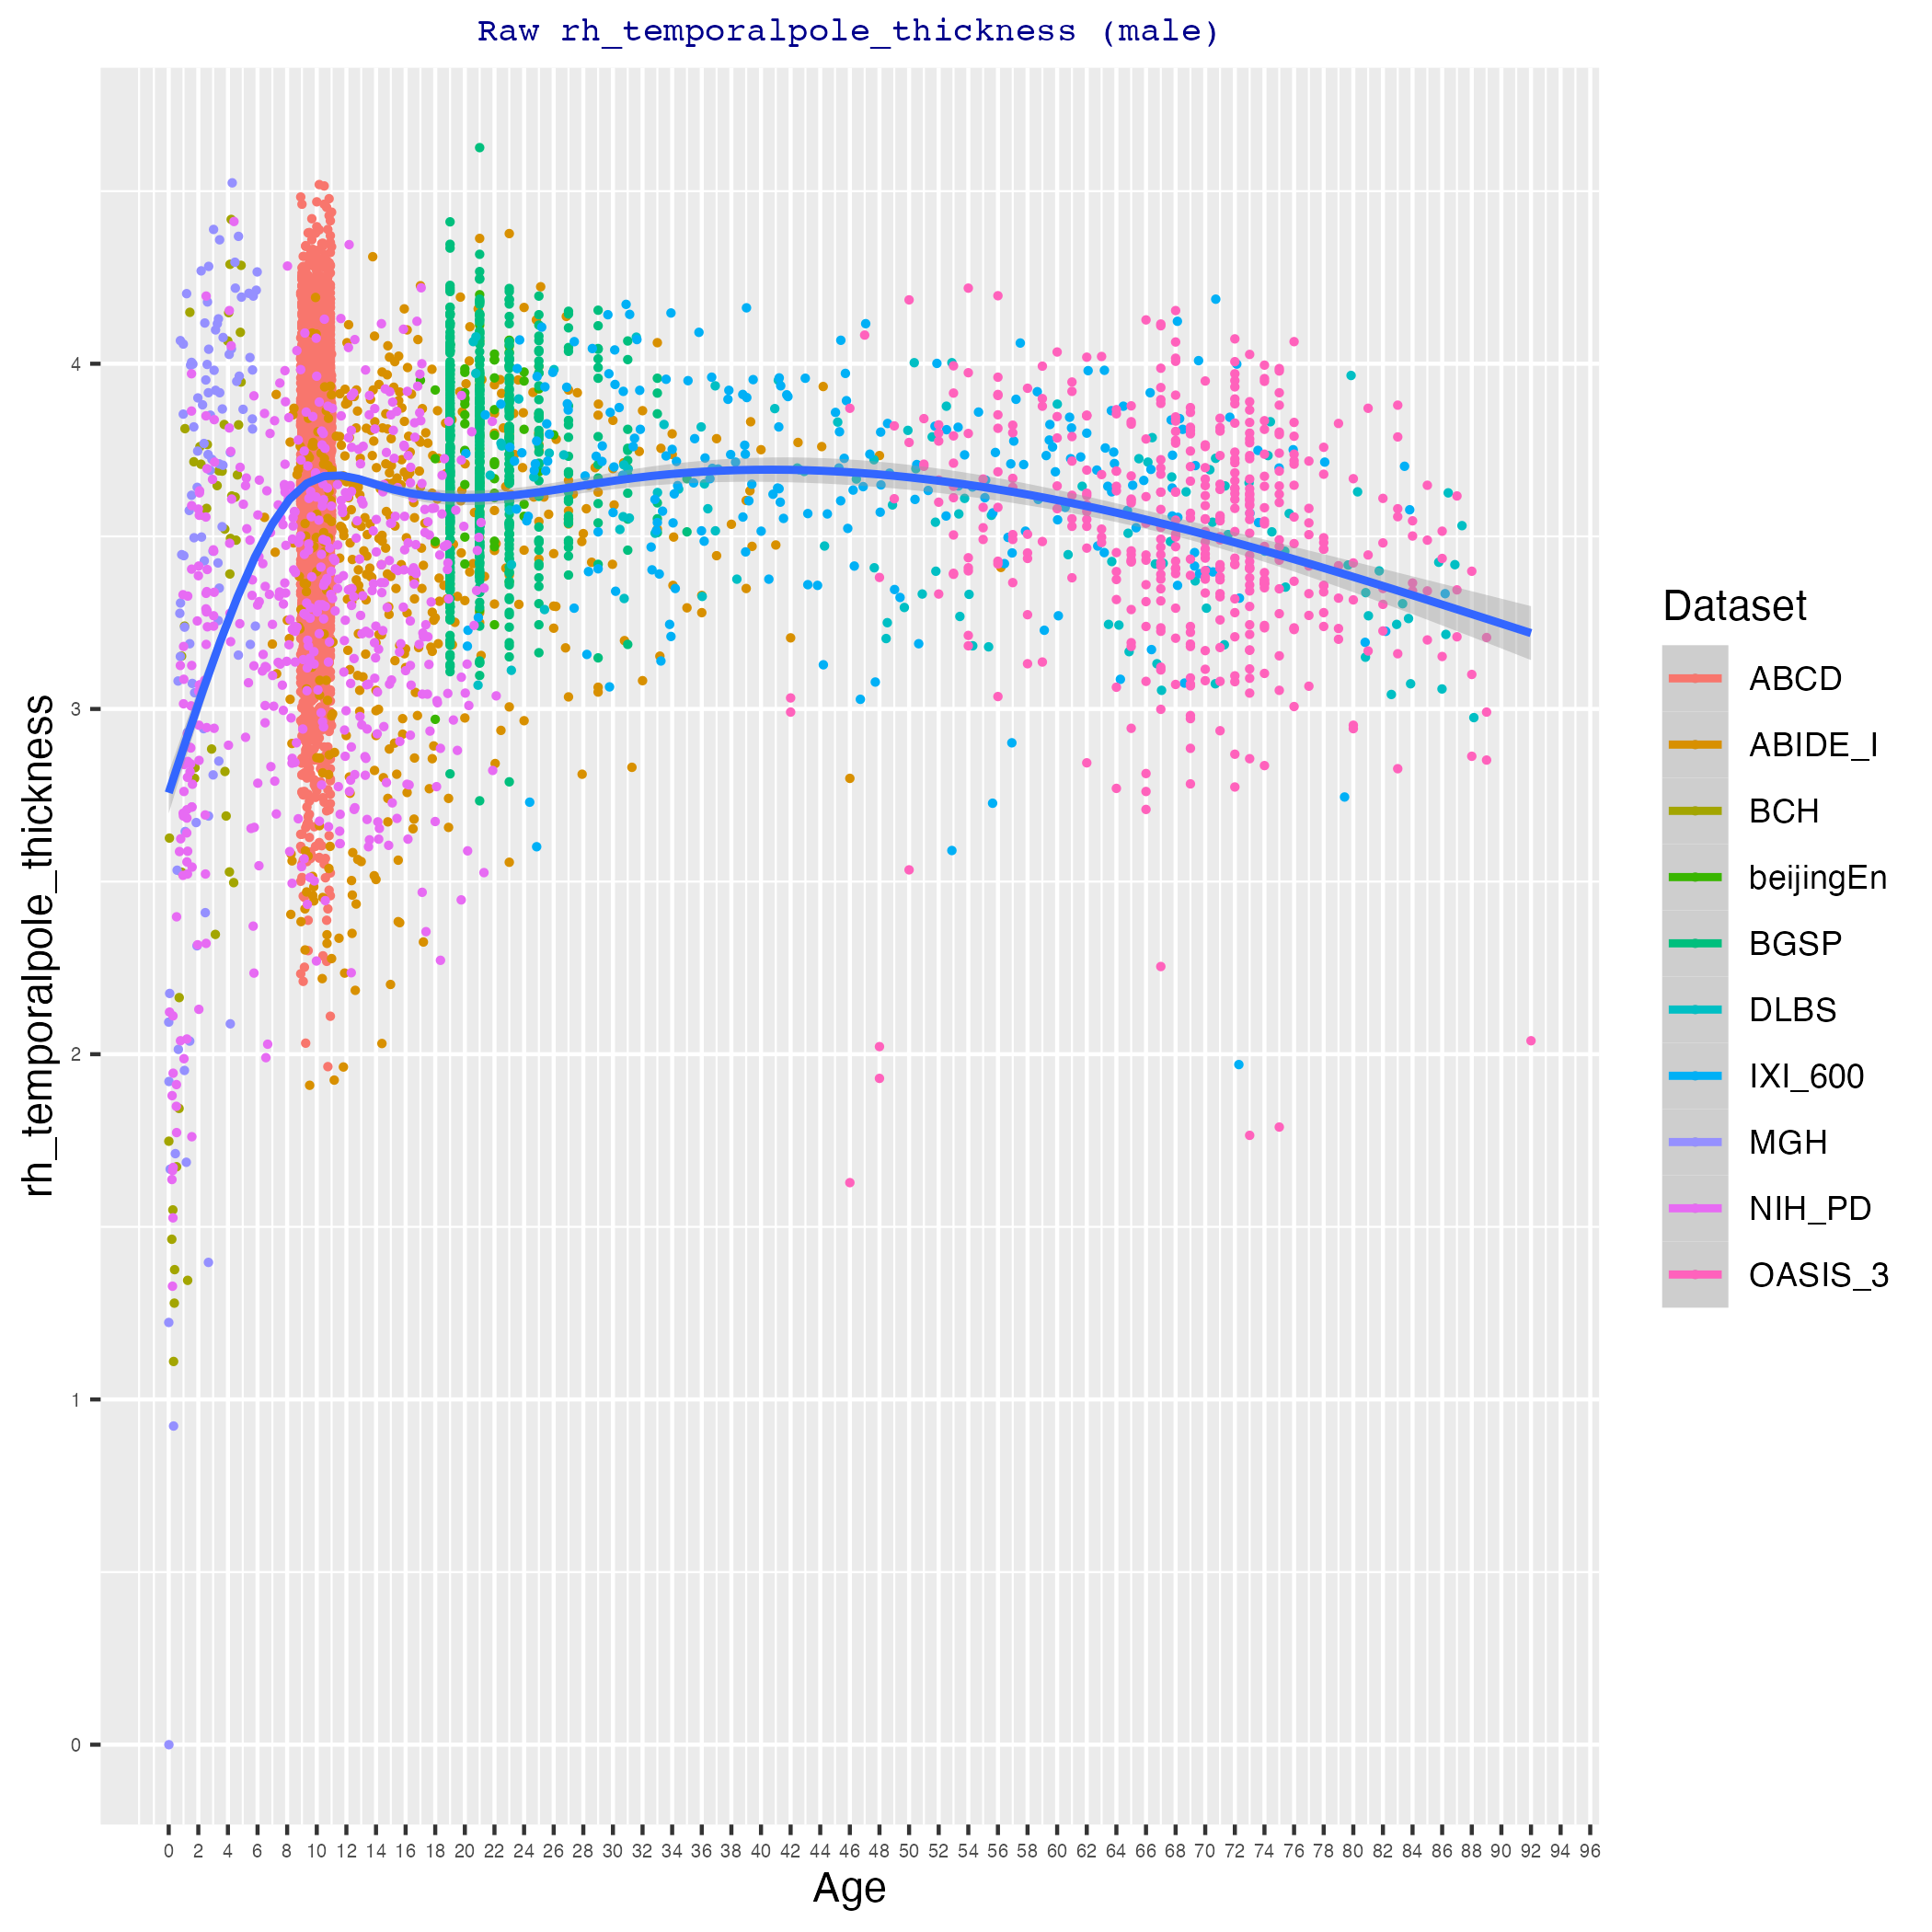 Raw rh_temporalpole_thickness (male)
rh_temporalpole_thickness
4
3
2
1
0
0 2 4 6 8 10 12 14 16 18 20 22 24 26 28 30 32 34 36 38 40 42 44 46 48 50 52 54 56 58 60 62 64 66 68 70 72 74 76 78 80 82 84 86 88 90 92 94 96
Age
Dataset
ABCD
ABIDE_I
BCH
beijingEn
BGSP
DLBS
IXI_600
MGH
NIH_PD
OASIS_3